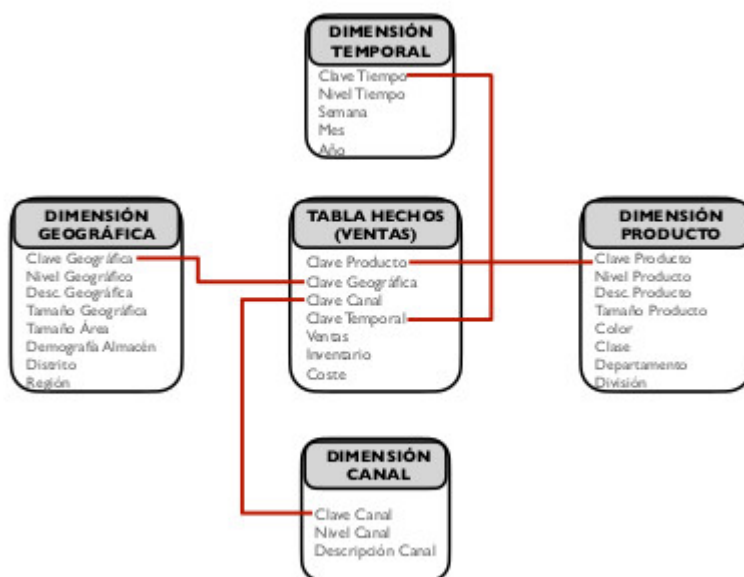 DIMENSIÓN
TEMPORAL
Clave Tiempo
Nivel Tiempo
Semana
Mes
Año
DIMENSIÓN
GEOGRÁFICA
Clave Geográfica
Nivel Geográfico
Desc. Geográfica
Tamaño Geográfica
Tamaño Área
Demografía Almacén
Distrito
Región
TABLA HECHOS
(VENTAS)
Clave Producto
Clave Geográfica
Clave Canal
Clave Temporal
Ventas
Inventario
Coste
DIMENSIÓN
PRODUCTO
Clave Producto
Nivel Producto
Desc. Producto
Tamaño Producto
Color
Clase
Departamento
División
DIMENSIÓN
CANAL
Clave Canal
Nivel Canal
Descripción Canal